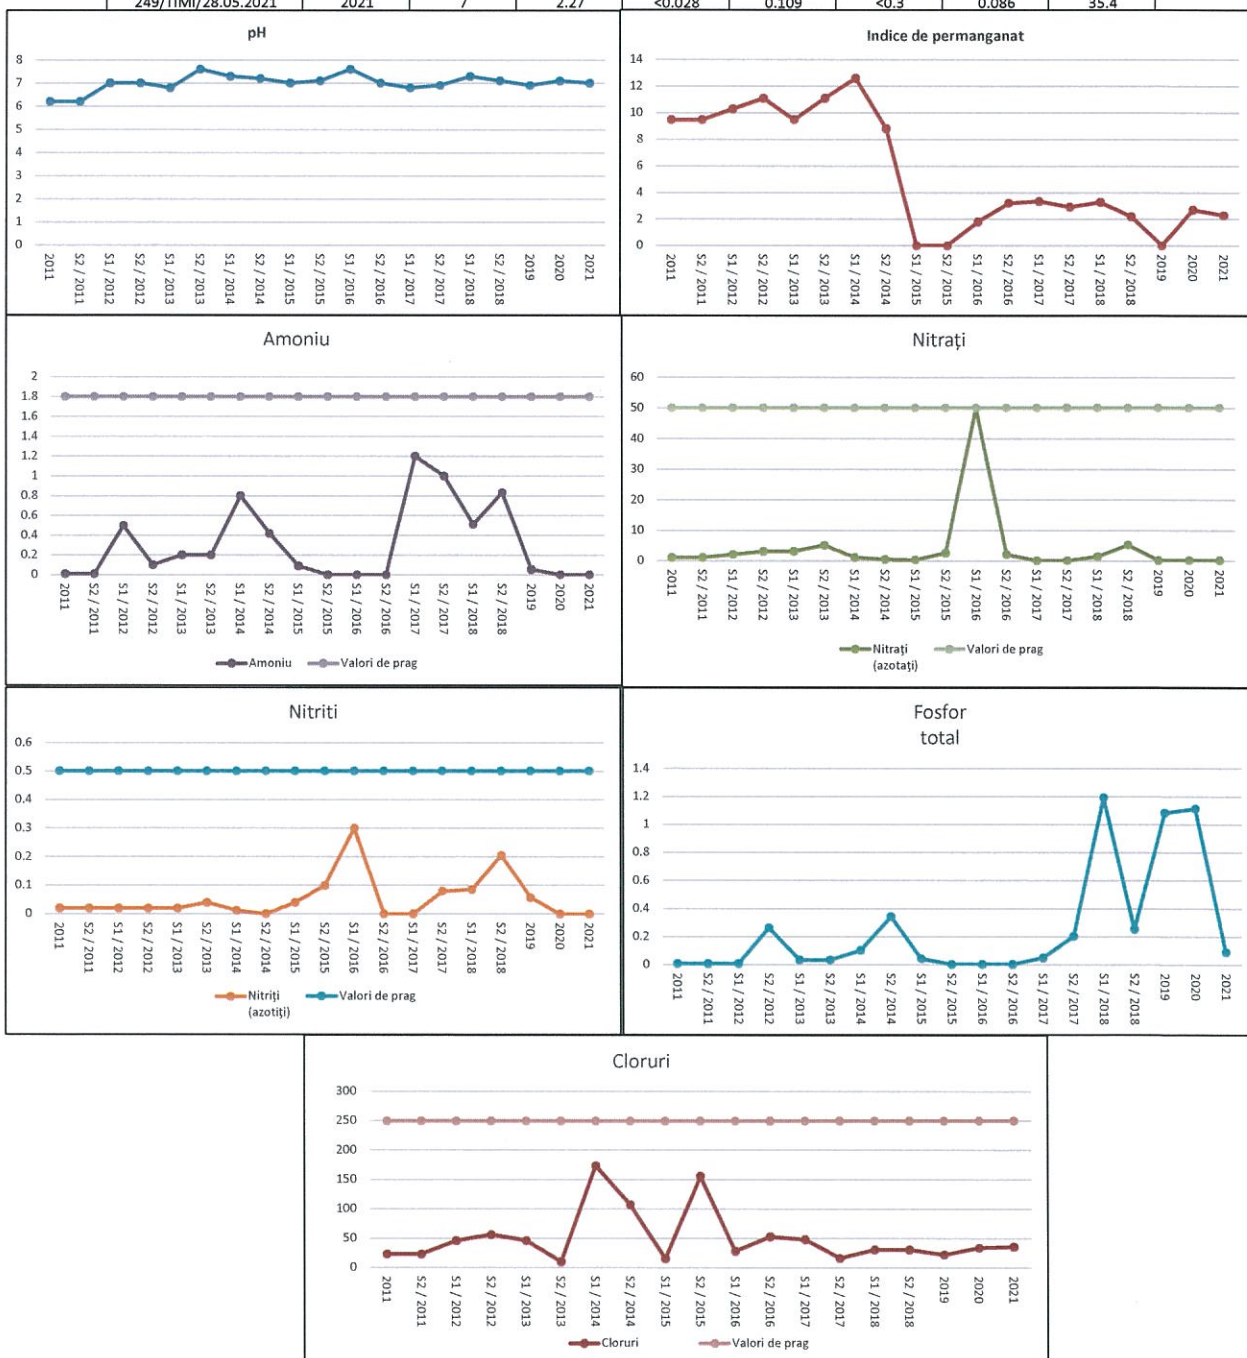 249/TIMI/28.05.2021 2021 7 2.27 <0.028 0.109 <0.3 0.086 35.4
pH
8
7
6
5
4
3
2
1
0
2011 S2 / 2011 S1 / 2012 S2 / 2012 S1 / 2013 S2 / 2013 S1 / 2014 S2 / 2014 S1 / 2015 S2 / 2015 S1 / 2016 S2 / 2016 S1 / 2017 S2 / 2017 S1 / 2018 S2 / 2018 2019 2020 2021
Indice de permanganat
14
12
10
8
6
4
2
0
2011 S2 / 2011 S1 / 2012 S2 / 2012 S1 / 2013 S2 / 2013 S1 / 2014 S2 / 2014 S1 / 2015 S2 / 2015 S1 / 2016 S2 / 2016 S1 / 2017 S2 / 2017 S1 / 2018 S2 / 2018 2019 2020 2021
Amoniu
2
1.8
1.6
1.4
1.2
1
0.8
0.6
0.4
0.2
0
2011 S2 / 2011 S1 / 2012 S2 / 2012 S1 / 2013 S2 / 2013 S1 / 2014 S2 / 2014 S1 / 2015 S2 / 2015 S1 / 2016 S2 / 2016 S1 / 2017 S2 / 2017 S1 / 2018 S2 / 2018 2019 2020 2021
Amoniu Valori de prag
Nitrați
60
50
40
30
20
10
0
2011 S2 / 2011 S1 / 2012 S2 / 2012 S1 / 2013 S2 / 2013 S1 / 2014 S2 / 2014 S1 / 2015 S2 / 2015 S1 / 2016 S2 / 2016 S1 / 2017 S2 / 2017 S1 / 2018 S2 / 2018 2019 2020 2021
Nitrați Valori de prag
(azotați)
Nitriti
0.6
0.5
0.4
0.3
0.2
0.1
0
2011 S2 / 2011 S1 / 2012 S2 / 2012 S1 / 2013 S2 / 2013 S1 / 2014 S2 / 2014 S1 / 2015 S2 / 2015 S1 / 2016 S2 / 2016 S1 / 2017 S2 / 2017 S1 / 2018 S2 / 2018 2019 2020 2021
Nitriți Valori de prag
(azotiți)
Fosfor
total
1.4
1.2
1
0.8
0.6
0.4
0.2
0
2011 S2 / 2011 S1 / 2012 S2 / 2012 S1 / 2013 S2 / 2013 S1 / 2014 S2 / 2014 S1 / 2015 S2 / 2015 S1 / 2016 S2 / 2016 S1 / 2017 S2 / 2017 S1 / 2018 S2 / 2018 2019 2020 2021
Cloruri
300
250
200
150
100
50
0
2011 S2 / 2011 S1 / 2012 S2 / 2012 S1 / 2013 S2 / 2013 S1 / 2014 S2 / 2014 S1 / 2015 S2 / 2015 S1 / 2016 S2 / 2016 S1 / 2017 S2 / 2017 S1 / 2018 S2 / 2018 2019 2020 2021
Cloruri Valori de prag